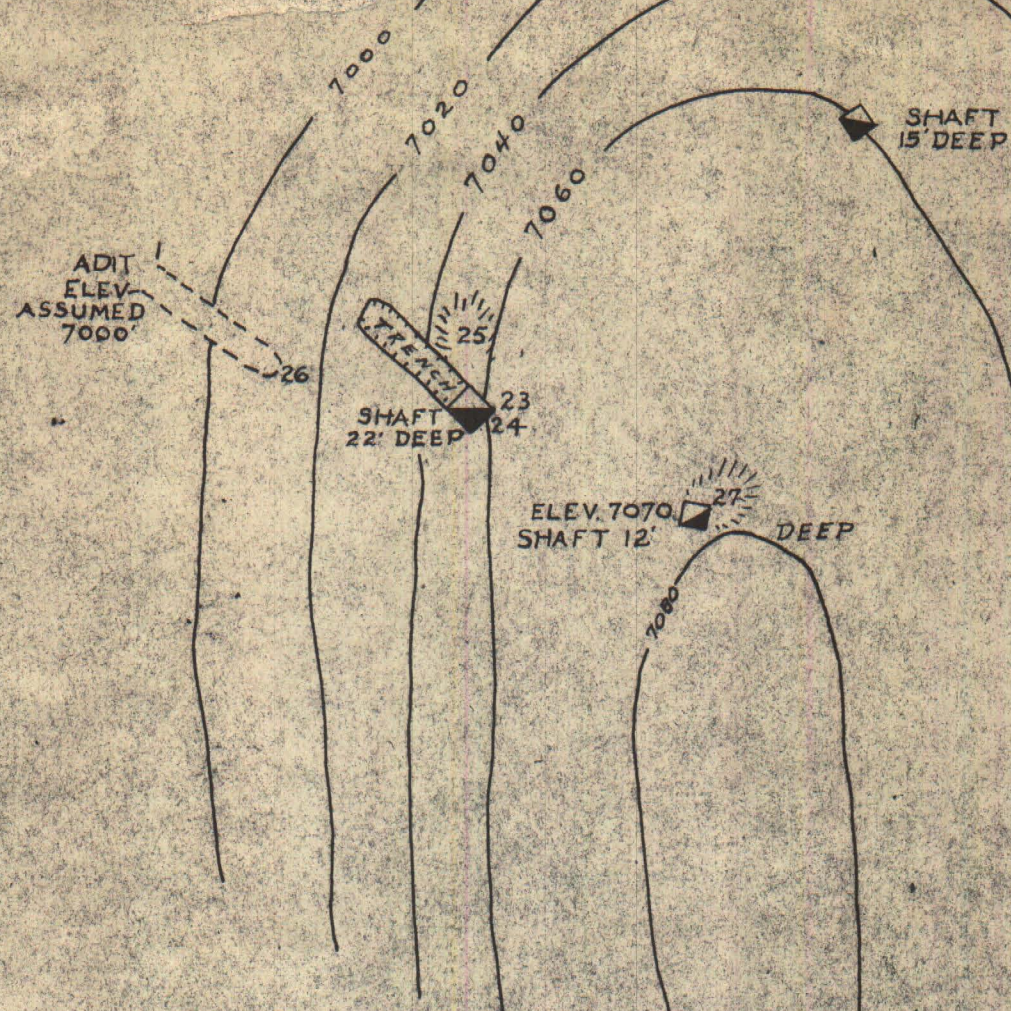 7000
7020
7040
7060
SHAFT
15' DEEP
ADIT
ELEV
ASSUMED
7000'
26
TRENCH
25
23
24
SHAFT
22' DEEP
27
ELEV. 7070
SHAFT 12'
DEEP
7080